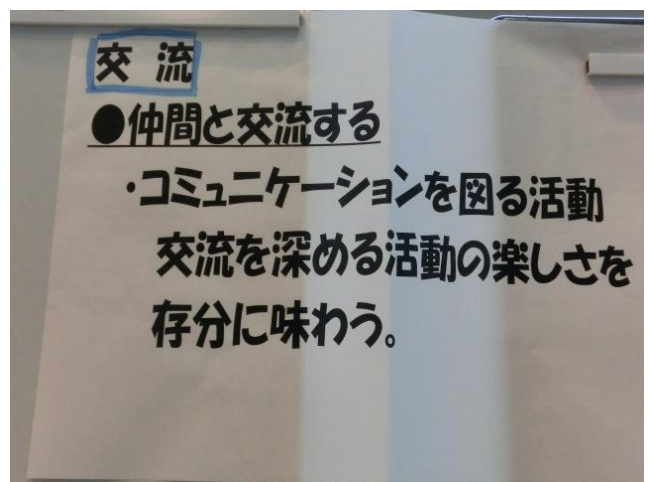 交流
●仲間と交流する
・コミュニケーションを図る活動
交流を深める活動の楽しさを
存分に味わう。